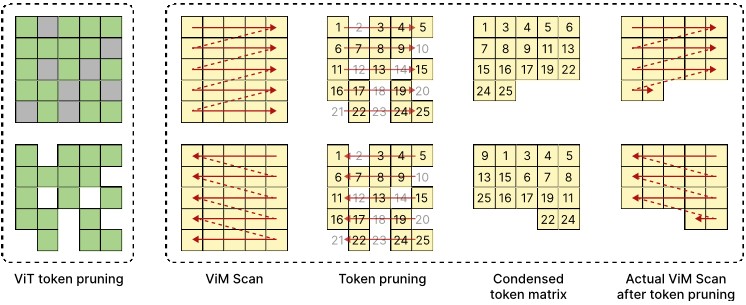 1 2 3 4 5
6 7 8 9 10
11 12 13 14 15
16 17 18 19 20
21 22 23 24 25
1 3 4 5 6
7 8 9 11 13
15 16 17 19 22
24 25
1 2 3 4 5
6 7 8 9 10
11 12 13 14 15
16 17 18 19 20
21 22 23 24 25
9 1 3 4 5
13 15 6 7 8
25 16 17 19 11
22 24
ViT token pruning
ViM Scan
Token pruning
Condensed
token matrix
Actual ViM Scan
after token pruning